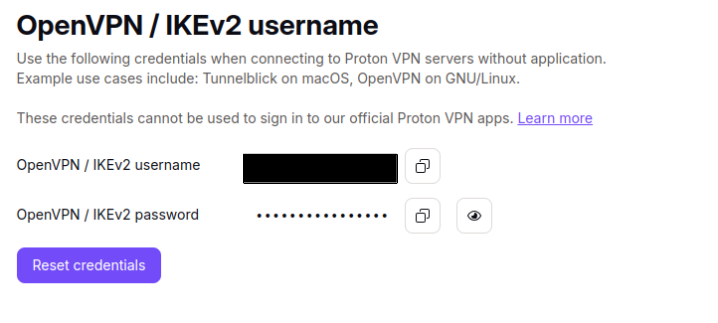 OpenVPN / IKEv2 username
Use the following credentials when connecting to Proton VPN servers without application.
Example use cases include: Tunnelblick on macOS, OpenVPN on GNU/Linux.
These credentials cannot be used to sign in to our official Proton VPN apps. Learn more
OpenVPN / IKEv2 username
OpenVPN / IKEv2 password ••••••••••••••••
Reset credentials